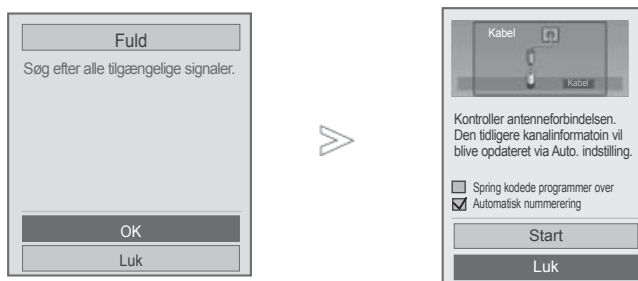 Fuld
Søg efter alle tilgængelige signaler.
OK
Luk
Kabel
Kabel
Kontroller antenneforbindelsen.
Den tidligere kanalinformatoin vil
blive opdateret via Auto. indstilling.
Spring kodede programmer over
Automatisk nummerering
Start
Luk